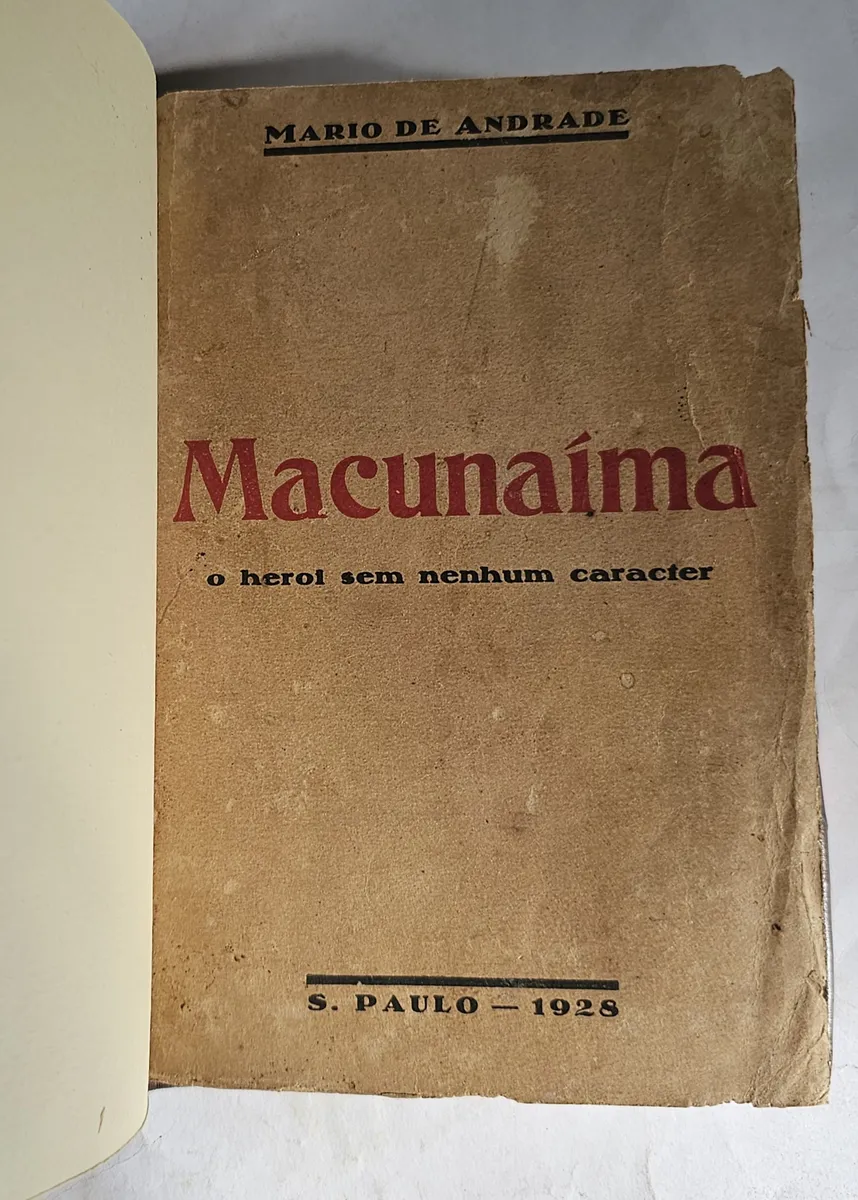 MARIO DE ANDRADE
Macunaíma
o heroi sem nenhum caracter
S. PAULO — 1928